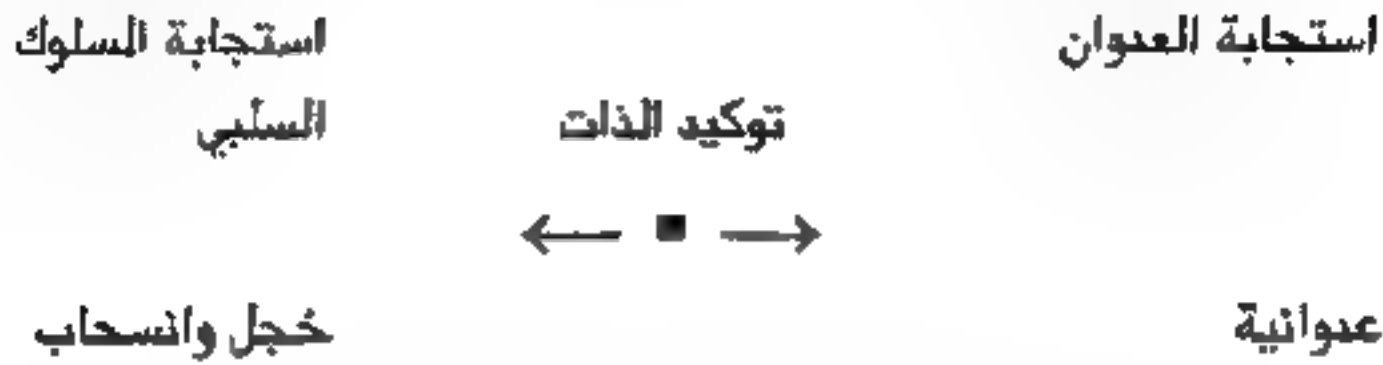 استجابة العدوان
استجابة السلوك
السلبي
توكيد الذات
عدوانية
خجل وانسحاب